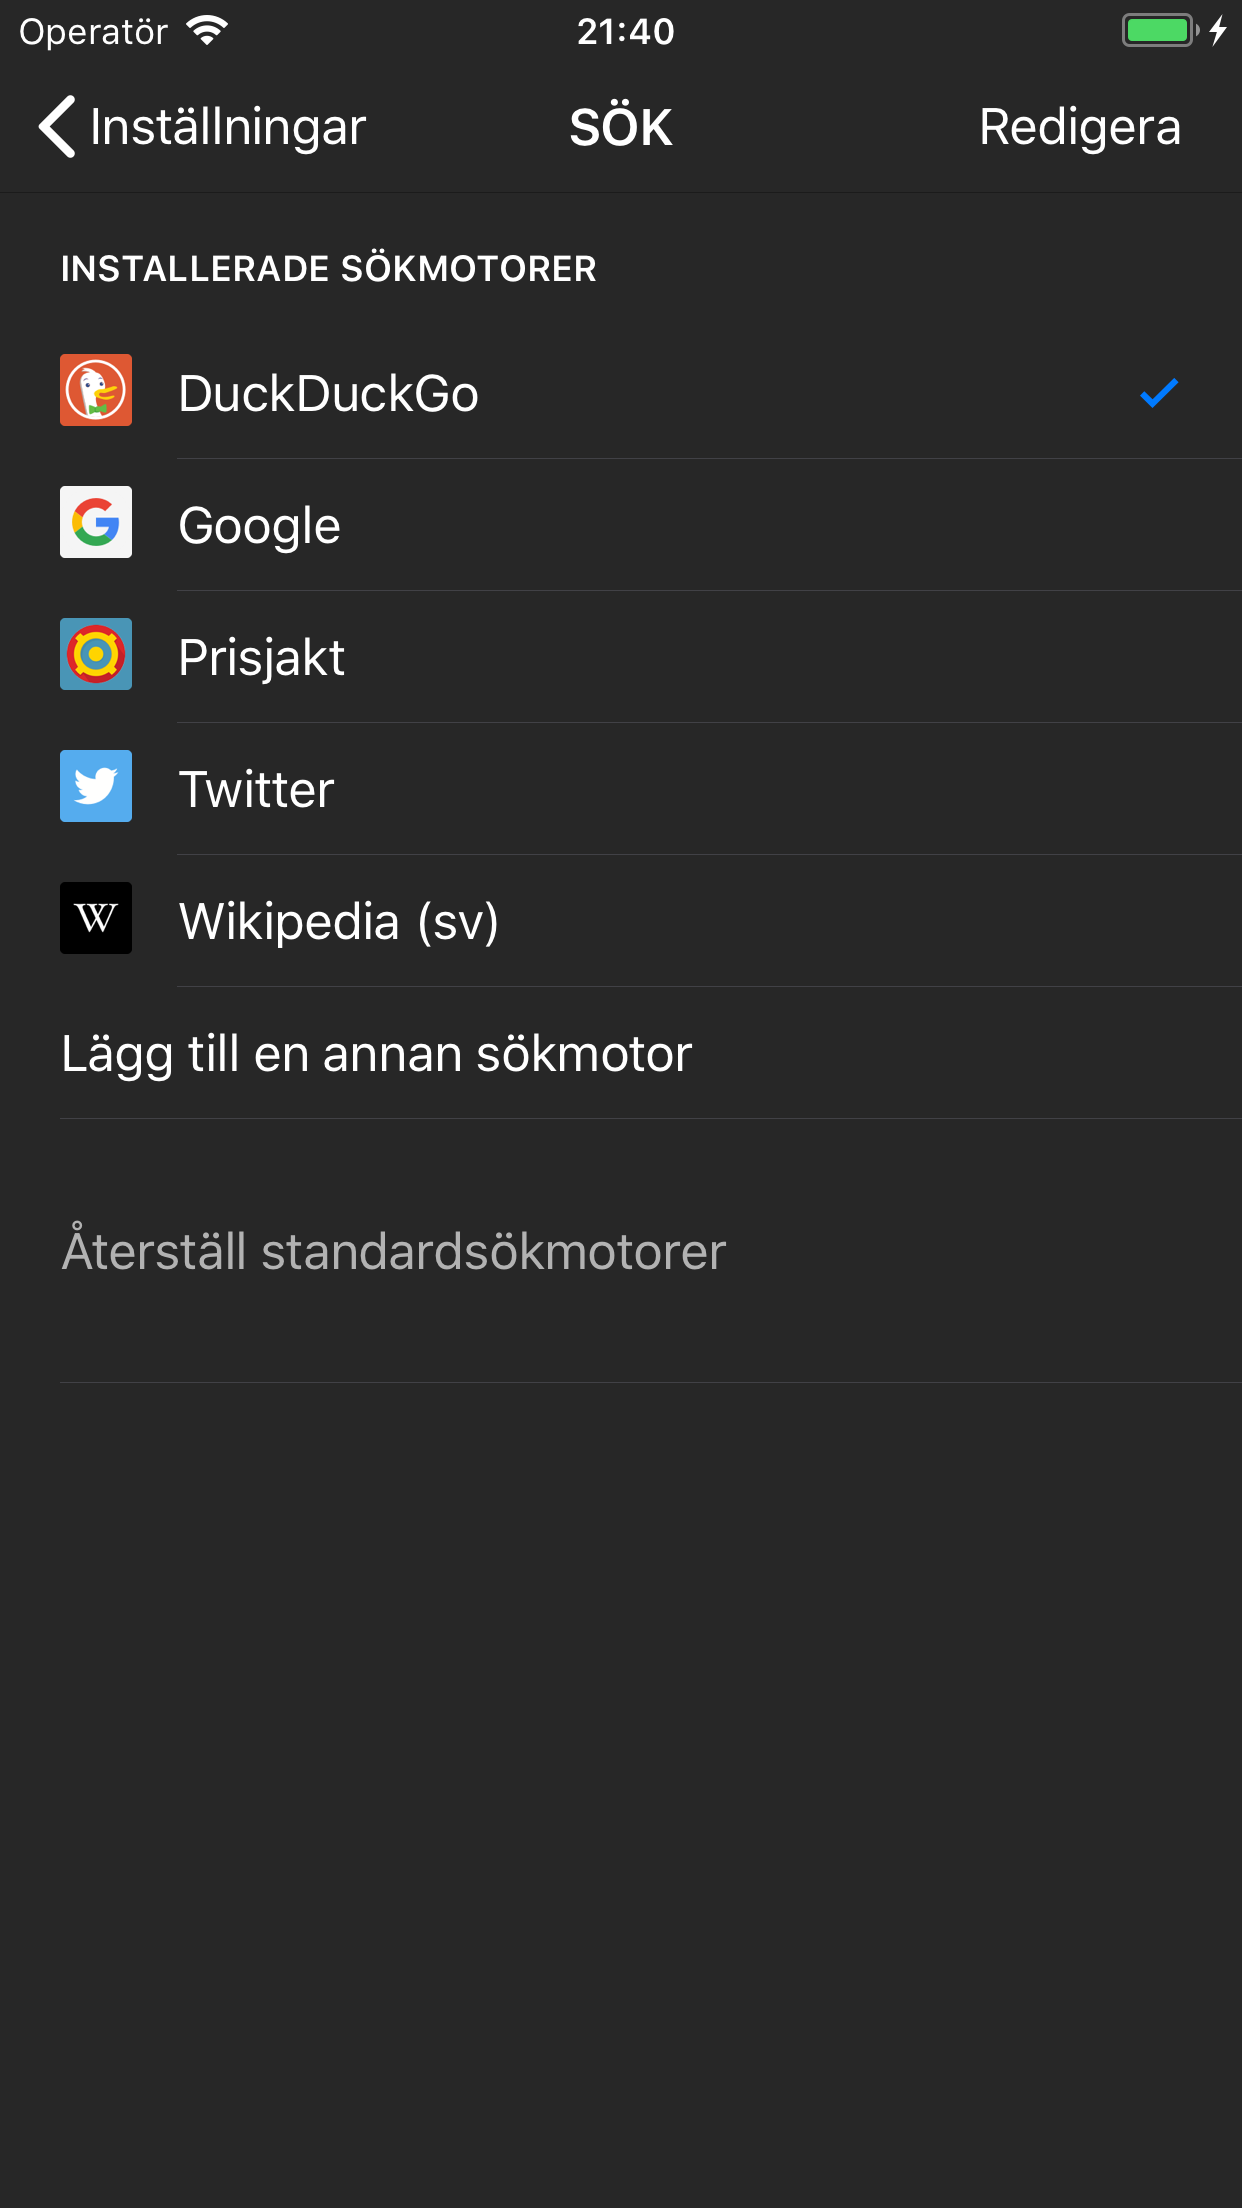 Operatör 21:40
Inställningar SÖK Redigera
INSTALLERADE SÖKMOTORER
DuckDuckGo
Google
Prisjakt
Twitter
W Wikipedia (sv)
Lägg till en annan sökmotor
Återställ standardsökmotorer